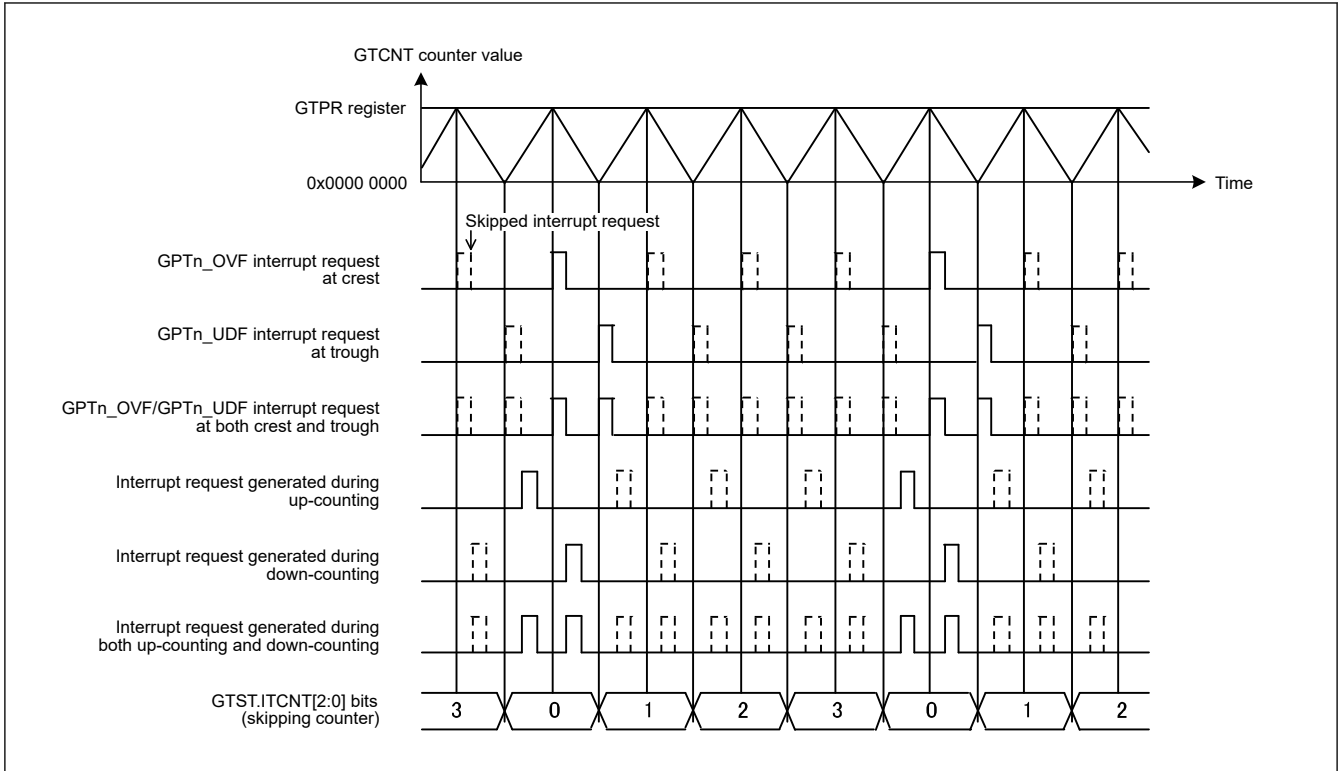 GTCNT counter value
GTPR register
0x0000 0000
Time
Skipped interrupt request
GPTn_OVF interrupt request
at crest
GPTn_UDF interrupt request
at trough
GPTn_OVF/GPTn_UDF interrupt request
at both crest and trough
Interrupt request generated during
up-counting
Interrupt request generated during
down-counting
Interrupt request generated during
both up-counting and down-counting
GTST.ITCNT[2:0] bits
(skipping counter)
3 0 1 2 3 0 1 2